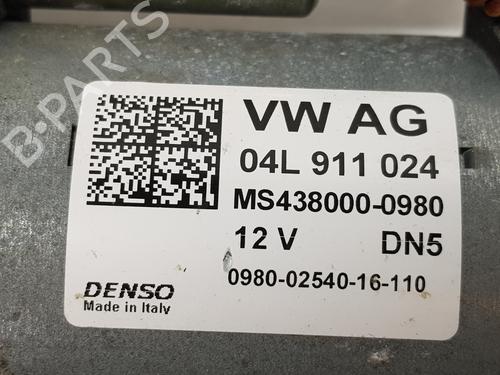 B-PARTS
VW AG
04L 911 024
MS438000-0980
12 V DN5
0980-02540-16-110
DENSO
Made in Italy